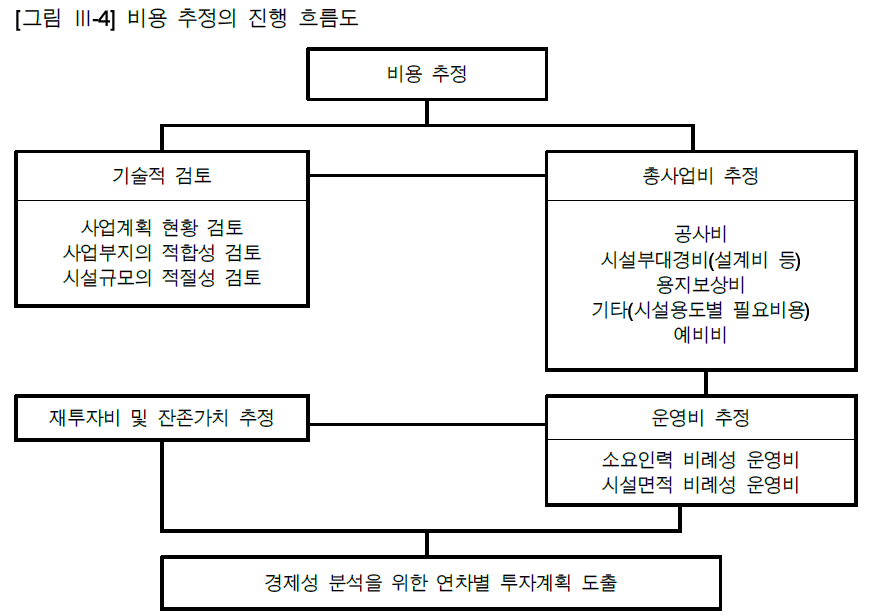 [그림 Ⅲ-4] 비용 추정의 진행 흐름도
비용 추정
기술적 검토
사업계획 현황 검토
사업부지의 적합성 검토
시설규모의 적절성 검토
총사업비 추정
공사비
시설부대경비(설계비 등)
용지보상비
기타(시설용도별 필요비용)
예비비
재투자비 및 잔존가치 추정
운영비 추정
소요인력 비례성 운영비
시설면적 비례성 운영비
경제성 분석을 위한 연차별 투자계획 도출